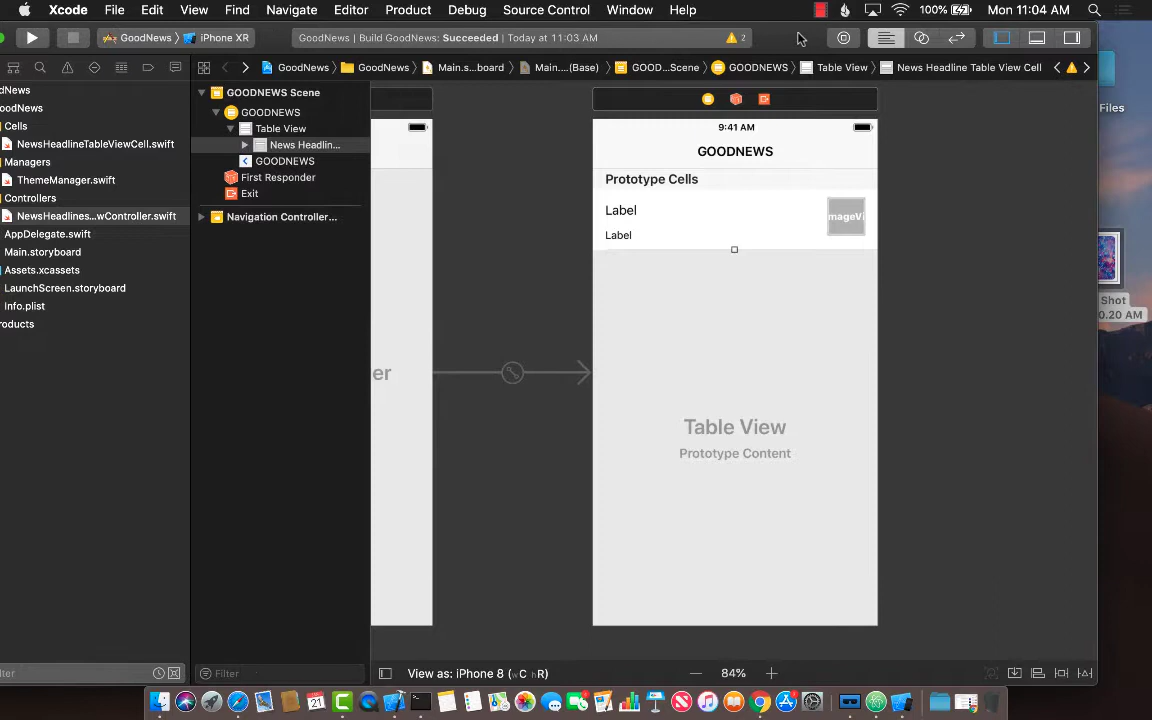 Xcode File Edit View Find Navigate Editor Product Debug Source Control Window Help 100% Mon 11:04 AM
GoodNews iPhone XR GoodNews | Build GoodNews: Succeeded | Today at 11:03 AM 2
GoodNews GoodNews Main.s...board Main....(Base) GOOD...Scene GOODNEWS Table View News Headline Table View Cell
odNews
oodNews
Cells
NewsHeadlineTableViewCell.swift
Managers
ThemeManager.swift
Controllers
NewsHeadlines...wController.swift
AppDelegate.swift
Main.storyboard
Assets.xcassets
LaunchScreen.storyboard
Info.plist
roducts
GOODNEWS Scene
GOODNEWS
Table View
News Headlin...
GOODNEWS
First Responder
Exit
Navigation Controller...
er
9:41 AM
GOODNEWS
Prototype Cells
Label
mageVi
Label
Table View
Prototype Content
Files
Shot
0.20 AM
lter
Filter
View as: iPhone 8 (wC hR)
84%